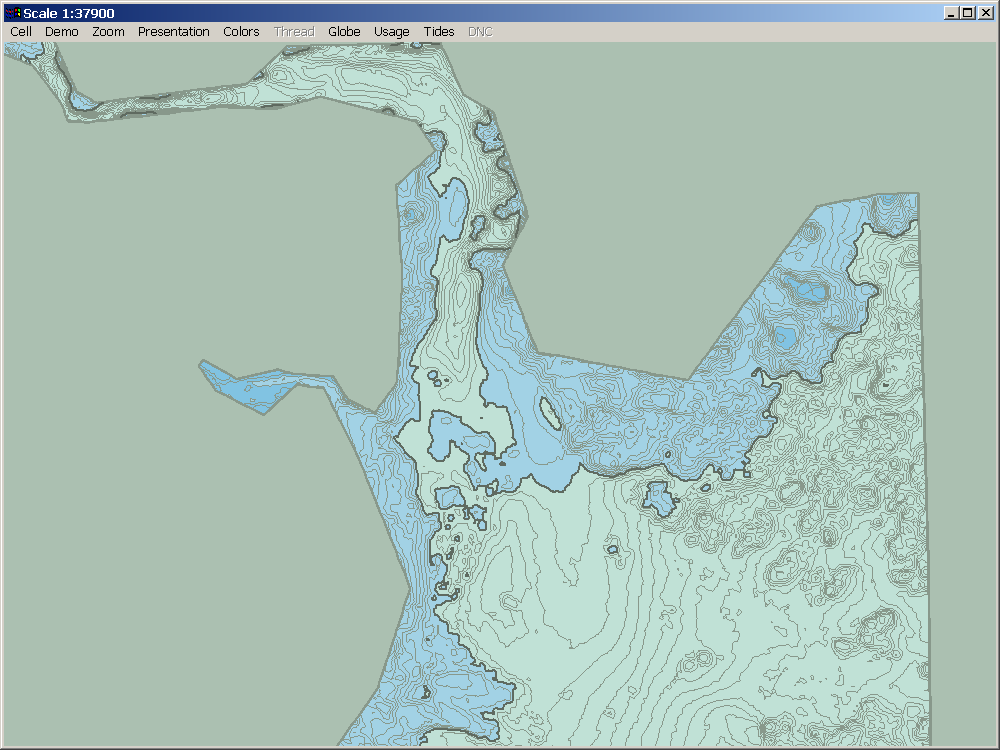 Scale 1:37900
Cell Demo Zoom Presentation Colors Thread Globe Usage Tides DNC